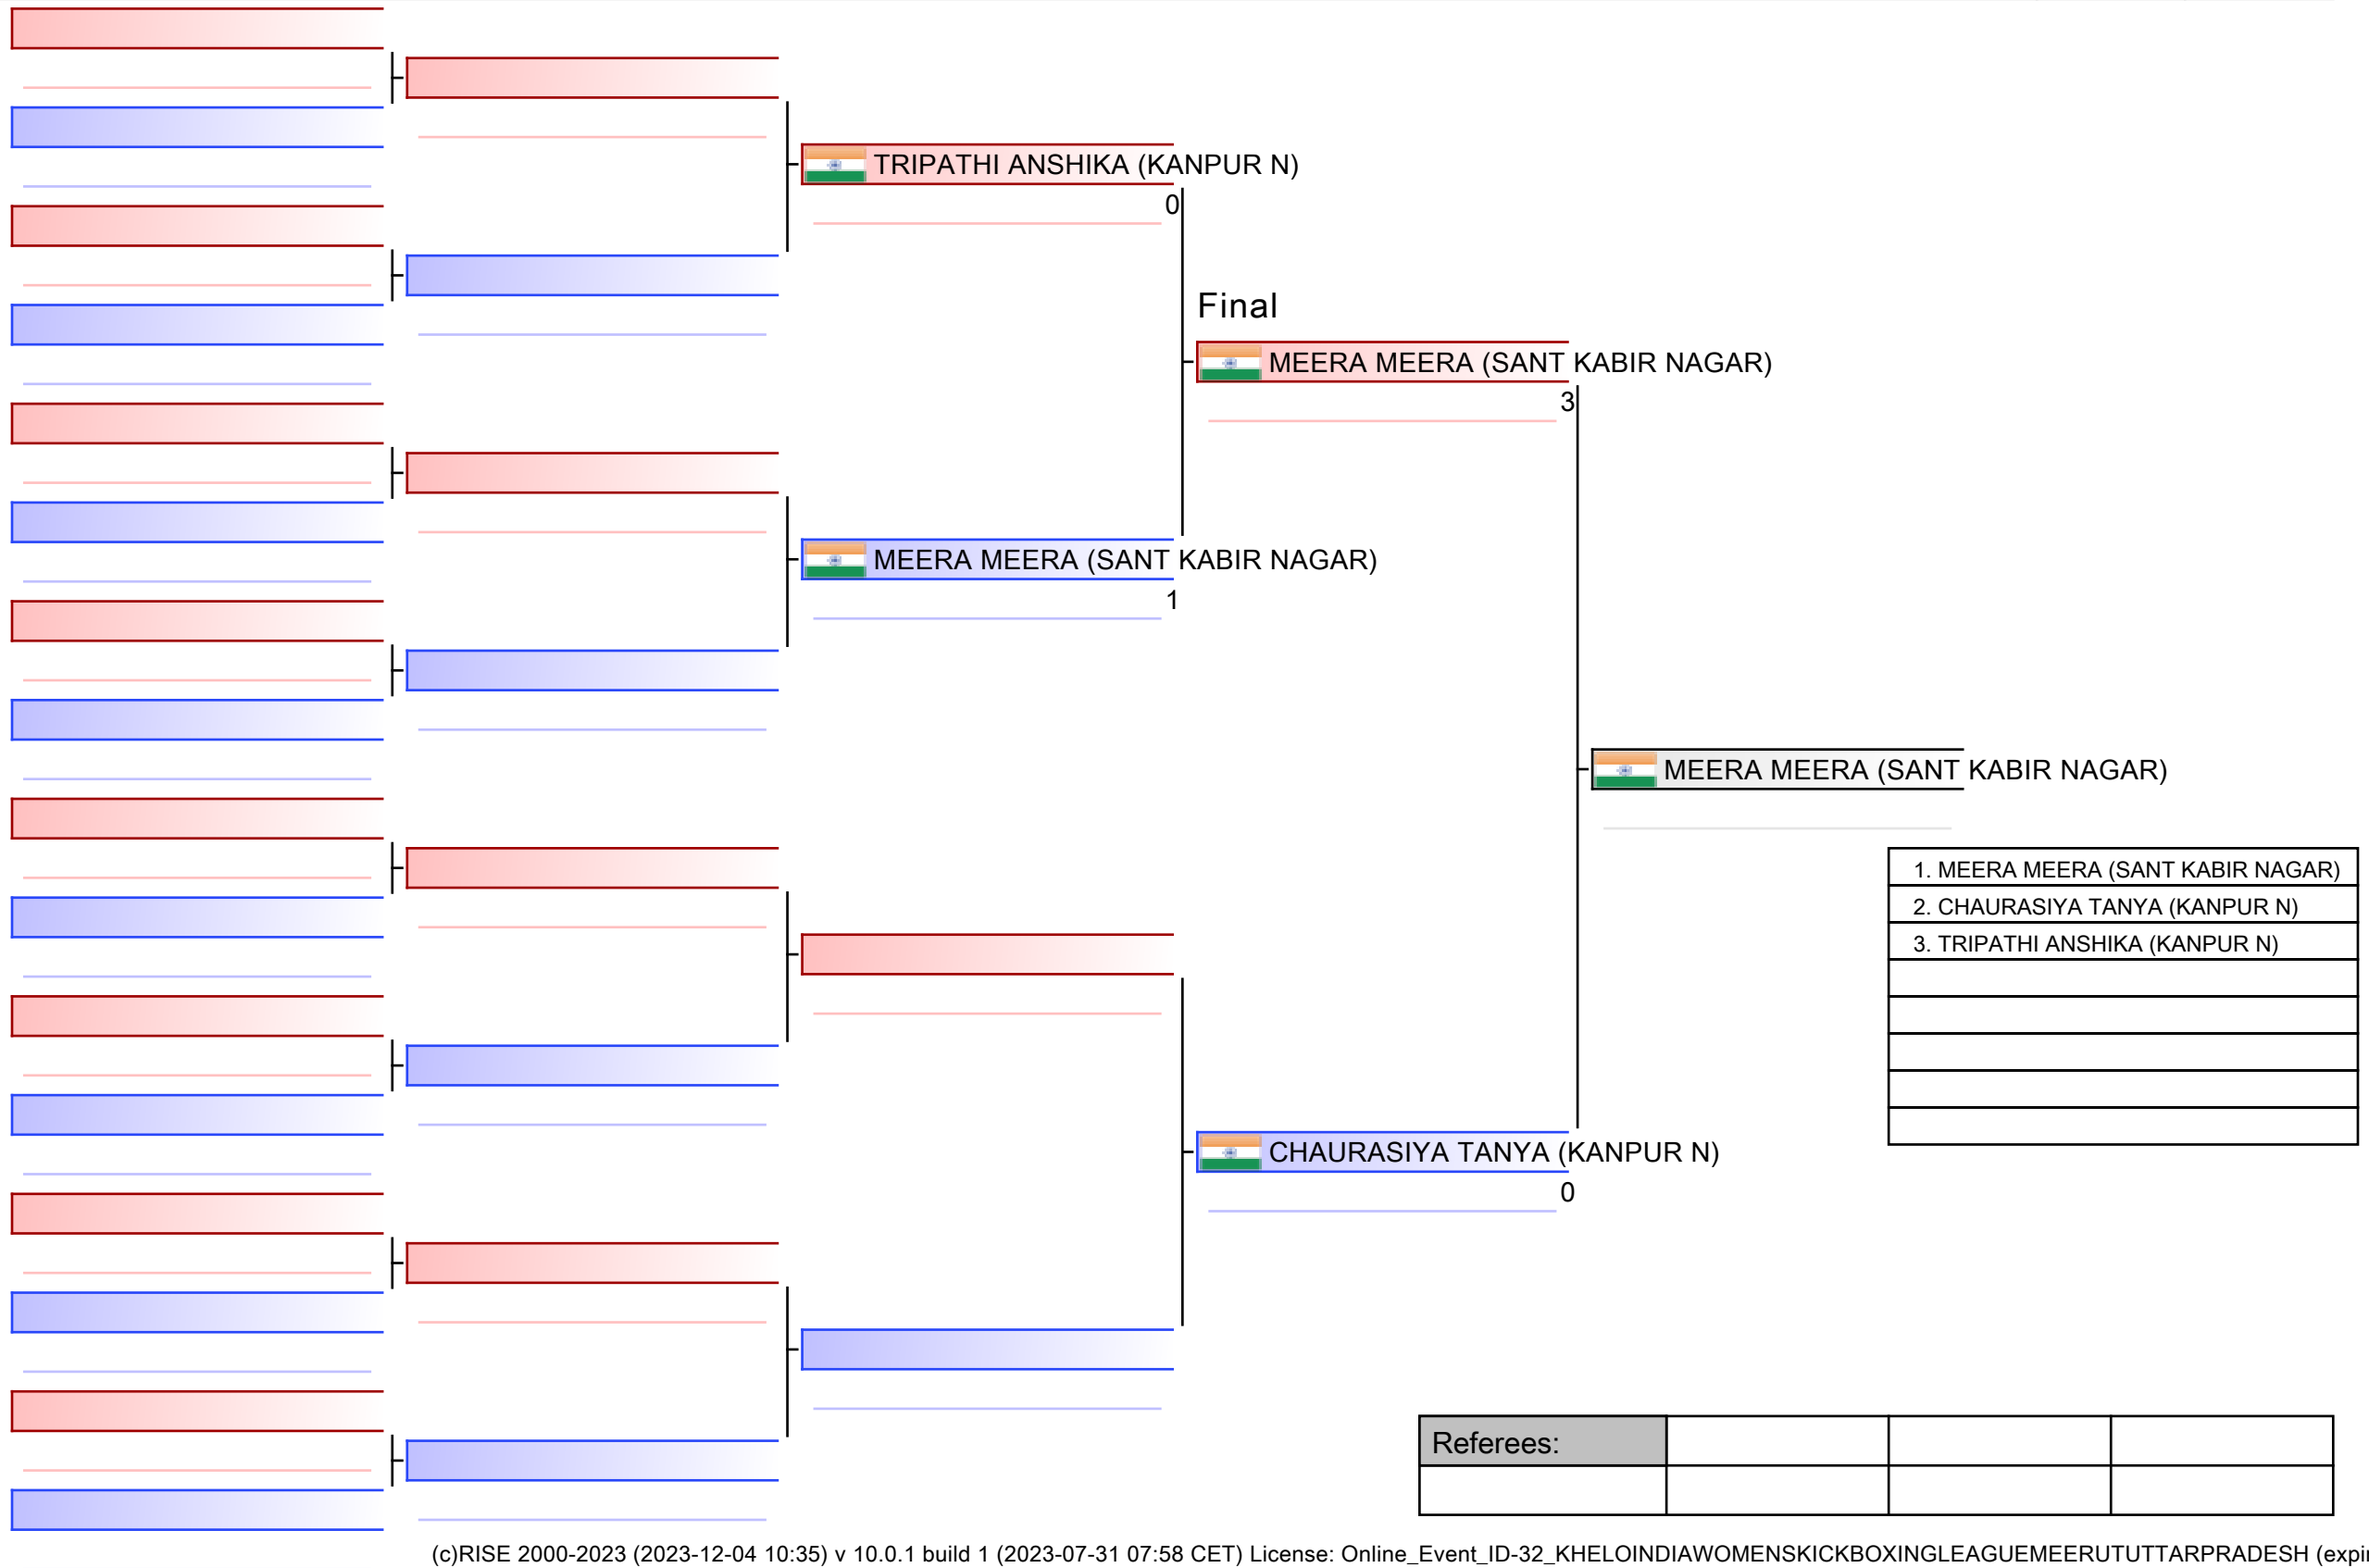 TRIPATHI ANSHIKA (KANPUR N)
0
Final
MEERA MEERA (SANT KABIR NAGAR)
3
MEERA MEERA (SANT KABIR NAGAR)
1
MEERA MEERA (SANT KABIR NAGAR)
1. MEERA MEERA (SANT KABIR NAGAR)
2. CHAURASIYA TANYA (KANPUR N)
3. TRIPATHI ANSHIKA (KANPUR N)
CHAURASIYA TANYA (KANPUR N)
0
Referees:
(c)RISE 2000-2023 (2023-12-04 10:35) v 10.0.1 build 1 (2023-07-31 07:58 CET) License: Online_Event_ID-32_KHELOINDIAWOMENSKICKBOXINGLEAGUEMEERUTUTTARPRADESH (expi